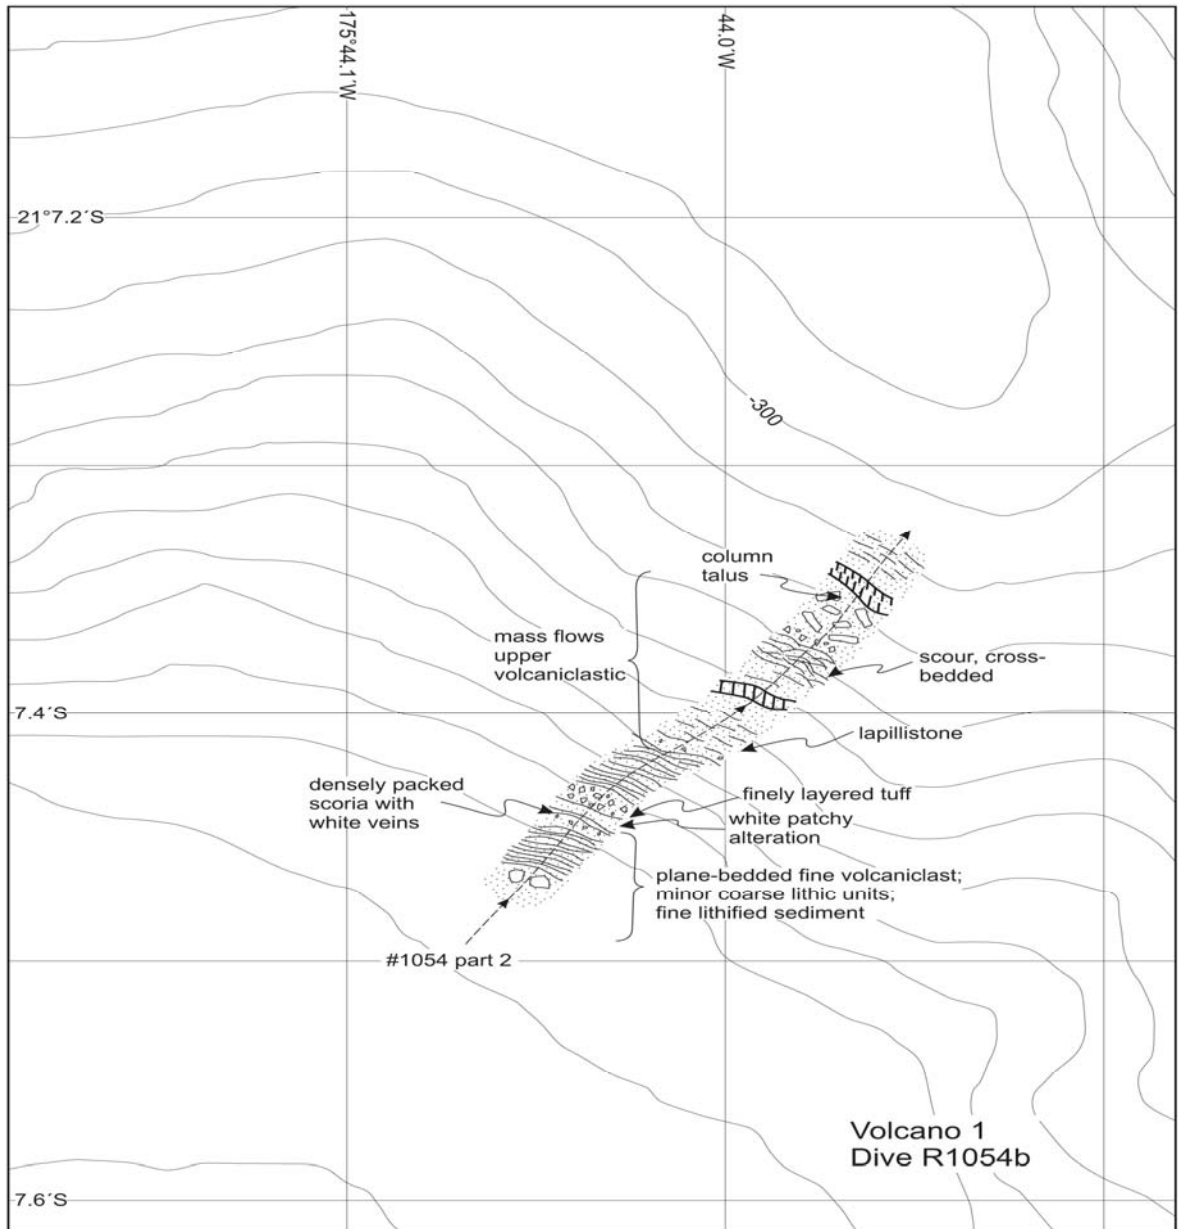 175°44.1´W
44.0´W
21°7.2´S
-300
column
talus
mass flows
upper
volcaniclastic
scour, cross-
bedded
7.4´S
lapillistone
densely packed
scoria with
white veins
finely layered tuff
white patchy
alteration
plane-bedded fine volcaniclast;
minor coarse lithic units;
fine lithified sediment
#1054 part 2
Volcano 1
Dive R1054b
7.6´S